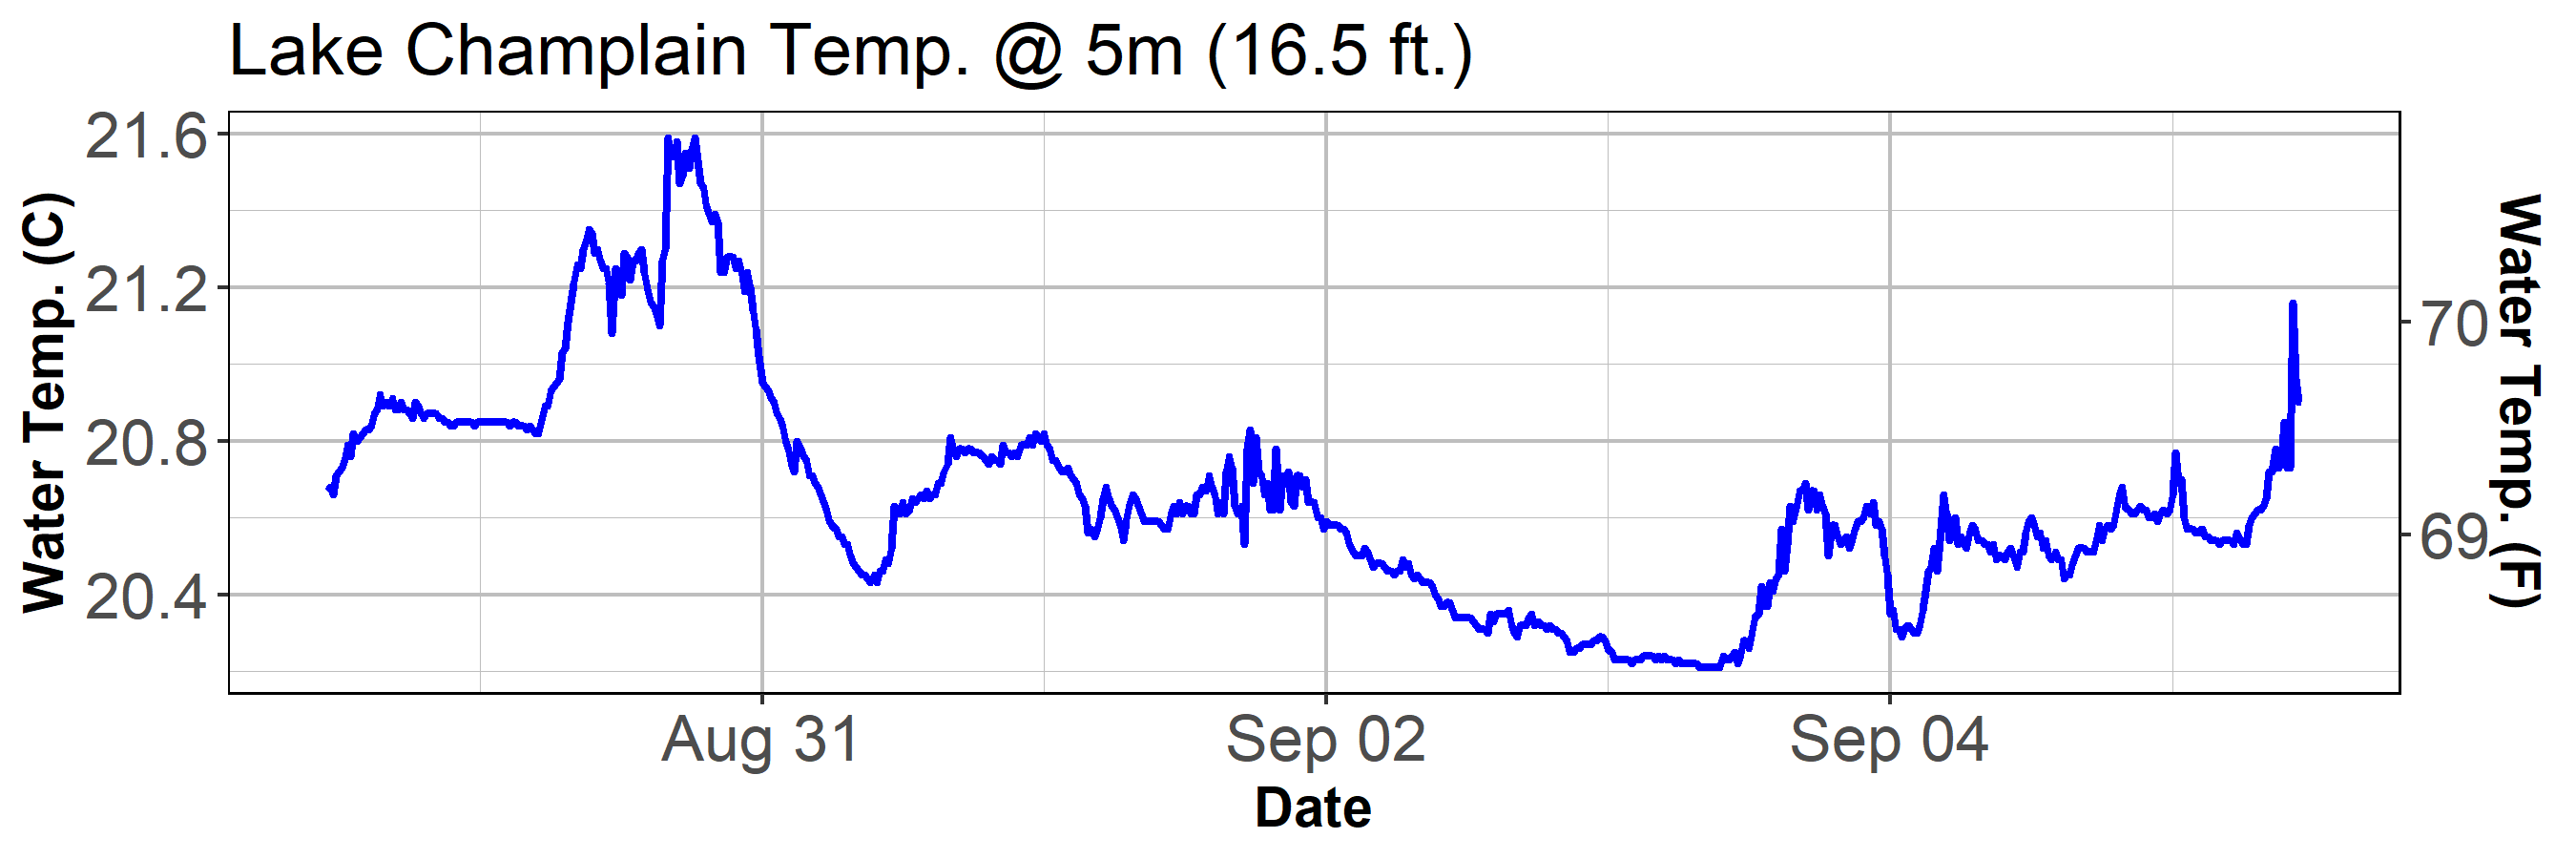 Lake Champlain Temp. @ 5m (16.5 ft.)
Water Temp. (C)
21.6
21.2
20.8
20.4
70
69
Water Temp. (F)
Aug 31
Sep 02
Sep 04
Date